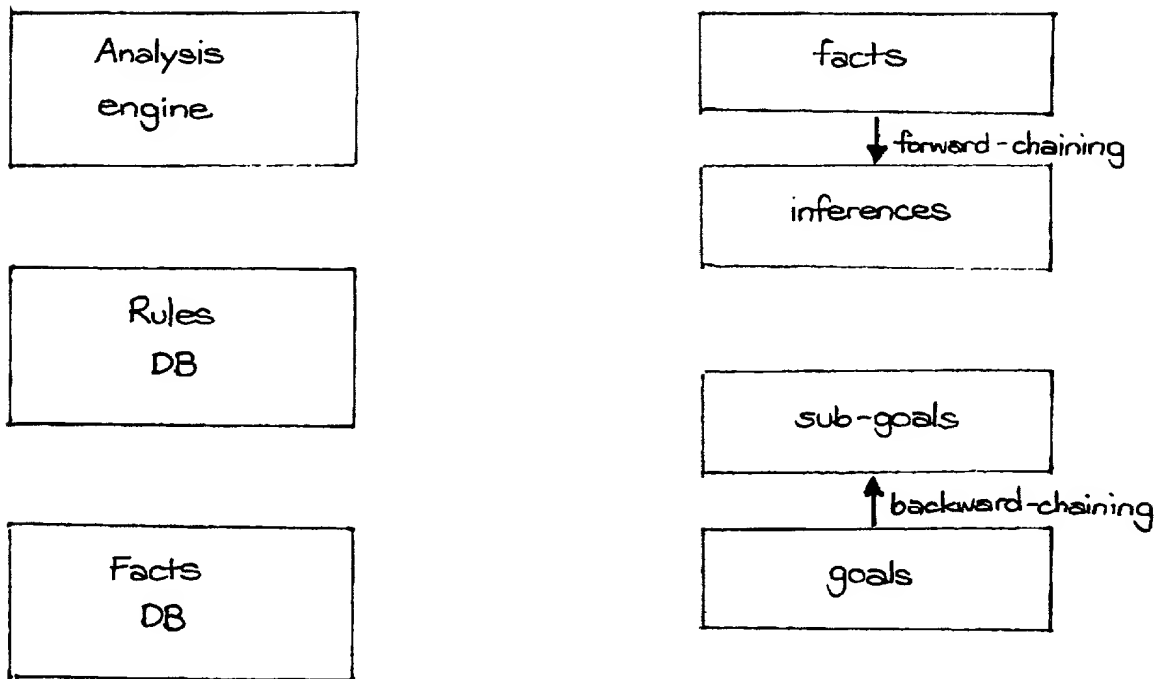 Analysis
engine
Rules
DB
Facts
DB
facts
forward-chaining
inferences
sub-goals
backward-chaining
goals